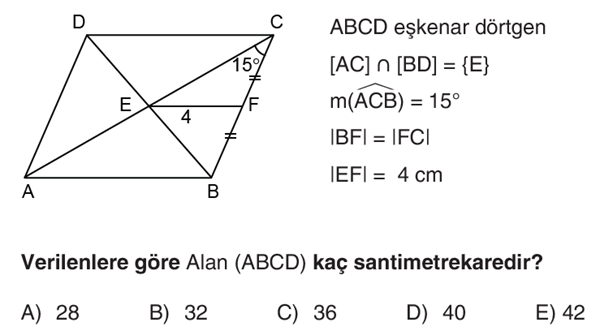 D
C
ABCD eşkenar dörtgen
15°
[AC] ∩ [BD] = {E}
E
F
4
m(ACB) = 15°
|BF| = |FC|
|EF| = 4 cm
A
B
Verilenlere göre Alan (ABCD) kaç santimetrekaredir?
A) 28 B) 32 C) 36 D) 40 E) 42